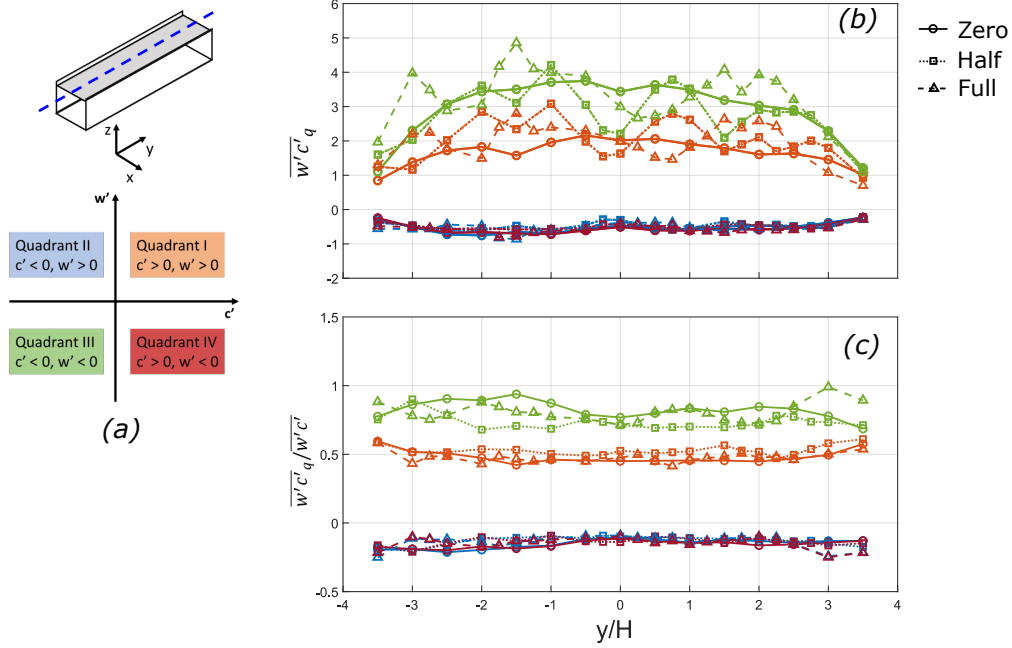 z
y
x
w'
Quadrant II
c' < 0, w' > 0
Quadrant I
c' > 0, w' > 0
c'
Quadrant III
c' < 0, w' < 0
Quadrant IV
c' > 0, w' < 0
(a)
6
5
4
3
2
1
0
-1
-2
w'c'q
(b)
Zero
Half
Full
1.5
1
0.5
0
-0.5
w'c'q/w'c'
(c)
-4
-3
-2
-1
0
1
2
3
4
y/H